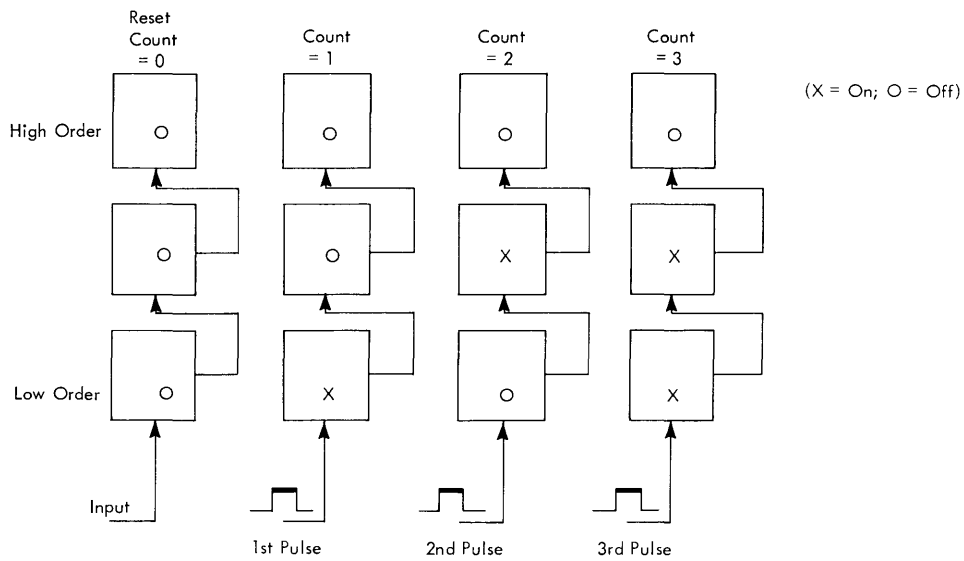 Reset
Count
= 0
Count
= 1
Count
= 2
Count
= 3
(X = On; O = Off)
High Order
O
O
O
O
O
O
X
X
Low Order
O
X
O
X
Input
1st Pulse
2nd Pulse
3rd Pulse